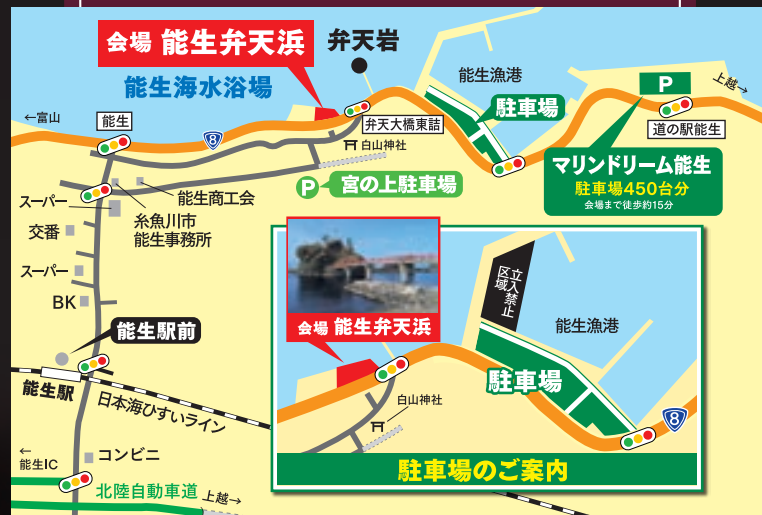 会場 能生弁天浜
弁天岩
能生海水浴場
能生漁港
P
上越→
←富山
能生
8
弁天大橋東詰
駐車場
道の駅能生
白山神社
マリンドリーム能生
駐車場450台分
会場まで徒歩約15分
P
宮の上駐車場
スーパー
能生商工会
糸魚川市
能生事務所
交番
スーパー
BK
能生駅前
能生駅
日本海ひすいライン
コンビニ
←
能生IC
北陸自動車道
上越→
会場 能生弁天浜
立入禁止
区域
能生漁港
駐車場
白山神社
8
駐車場のご案内